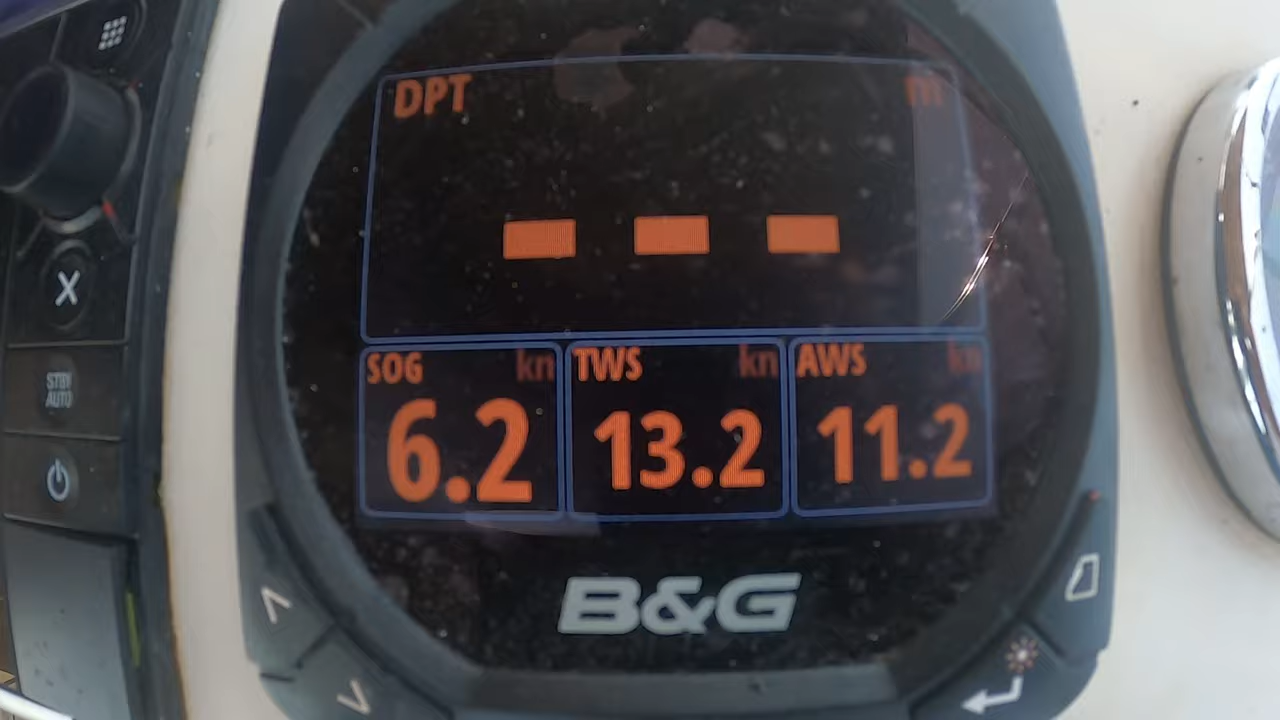 DPT m
- - -
SOG kn TWS kn AWS kn
6.2 13.2 11.2
B&G
X
STBY
AUTO